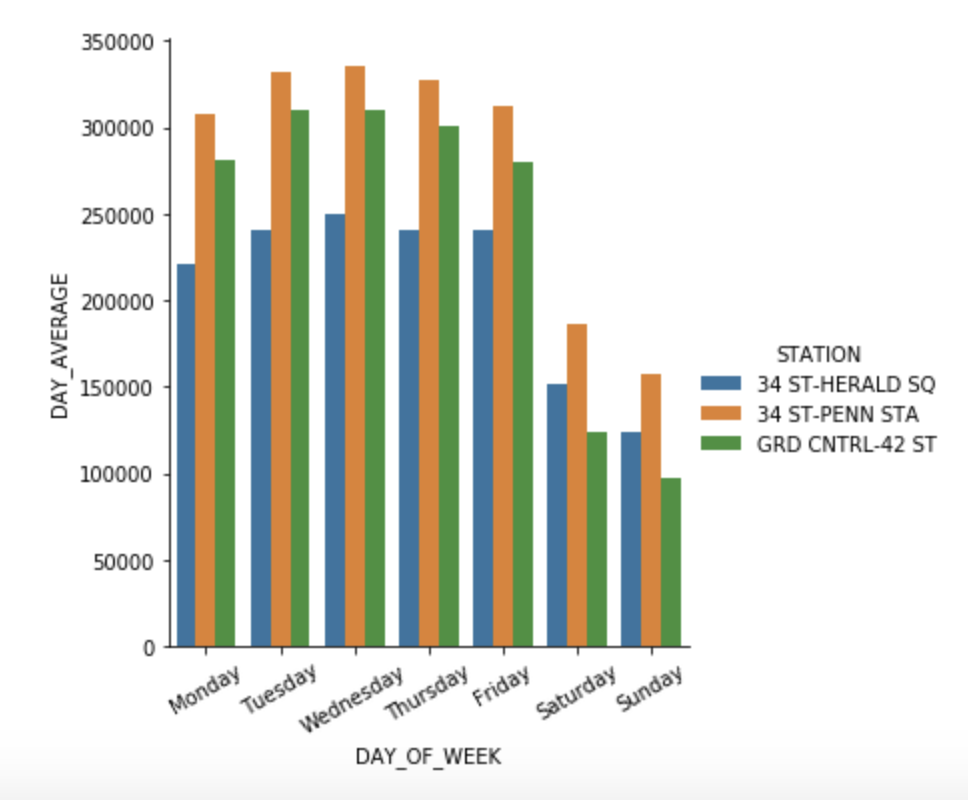 350000
300000
250000
200000
150000
100000
50000
0
DAY_AVERAGE
Monday
Tuesday
Wednesday
Thursday
Friday
Saturday
Sunday
DAY_OF_WEEK
STATION
34 ST-HERALD SQ
34 ST-PENN STA
GRD CNTRL-42 ST